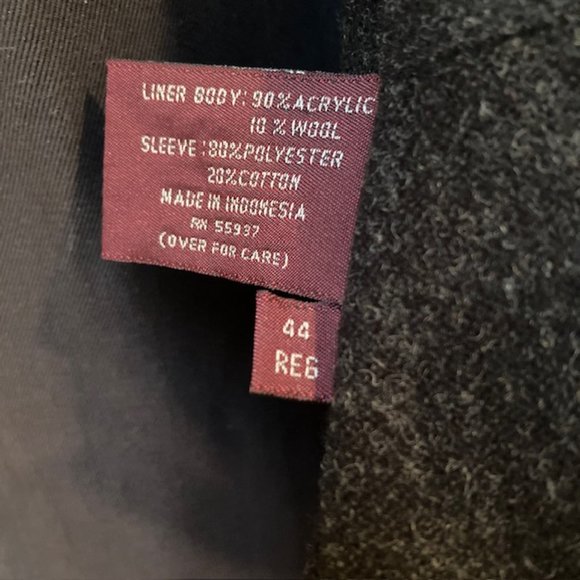 LINER BODY: 90%ACRYLIC
10 %WOOL
SLEEVE :80%POLYESTER
20%COTTON
MADE IN INDONESIA
RN 55937
(OVER FOR CARE)
44
REG